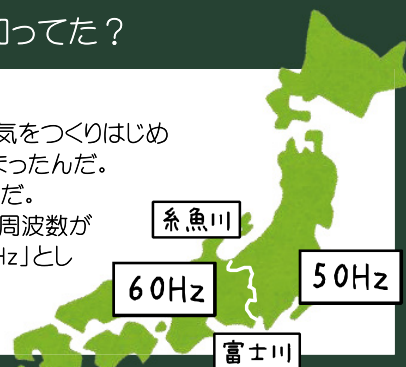 知ってた？
気をつくりはじめ
まったんだ。
だ。
周波数が
Hz」とし
糸魚川
60Hz
50Hz
富士川